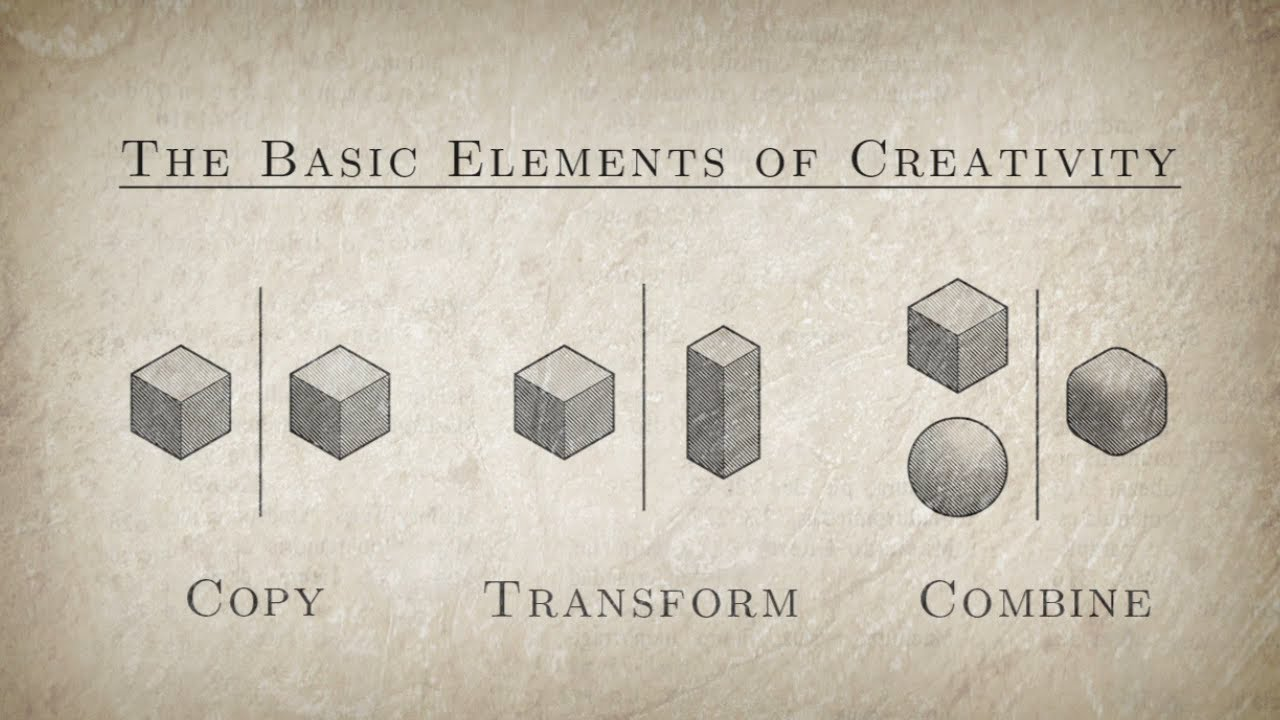 The Basic Elements of Creativity
Copy
Transform
Combine